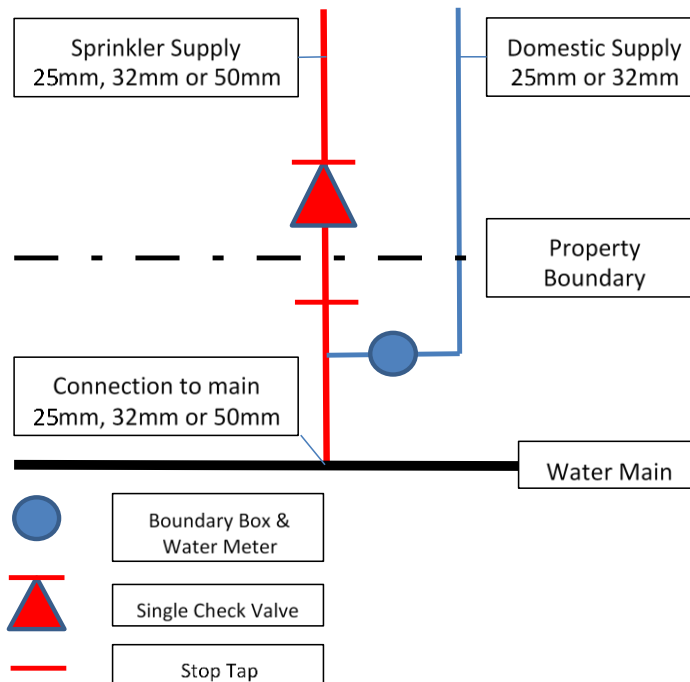 Sprinkler Supply
25mm, 32mm or 50mm
Domestic Supply
25mm or 32mm
Property
Boundary
Connection to main
25mm, 32mm or 50mm
Water Main
Boundary Box &
Water Meter
Single Check Valve
Stop Tap